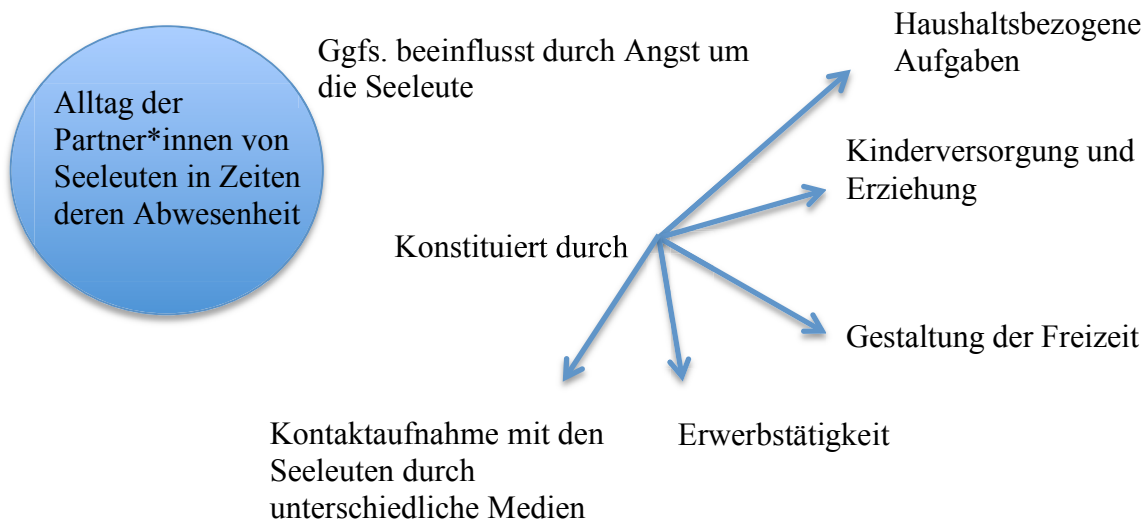 Alltag der
Partner*innen von
Seeleuten in Zeiten
deren Abwesenheit
Ggfs. beeinflusst durch Angst um
die Seeleute
Konstituiert durch
Haushaltsbezogene
Aufgaben
Kinderversorgung und
Erziehung
Gestaltung der Freizeit
Erwerbstätigkeit
Kontaktaufnahme mit den
Seeleuten durch
unterschiedliche Medien